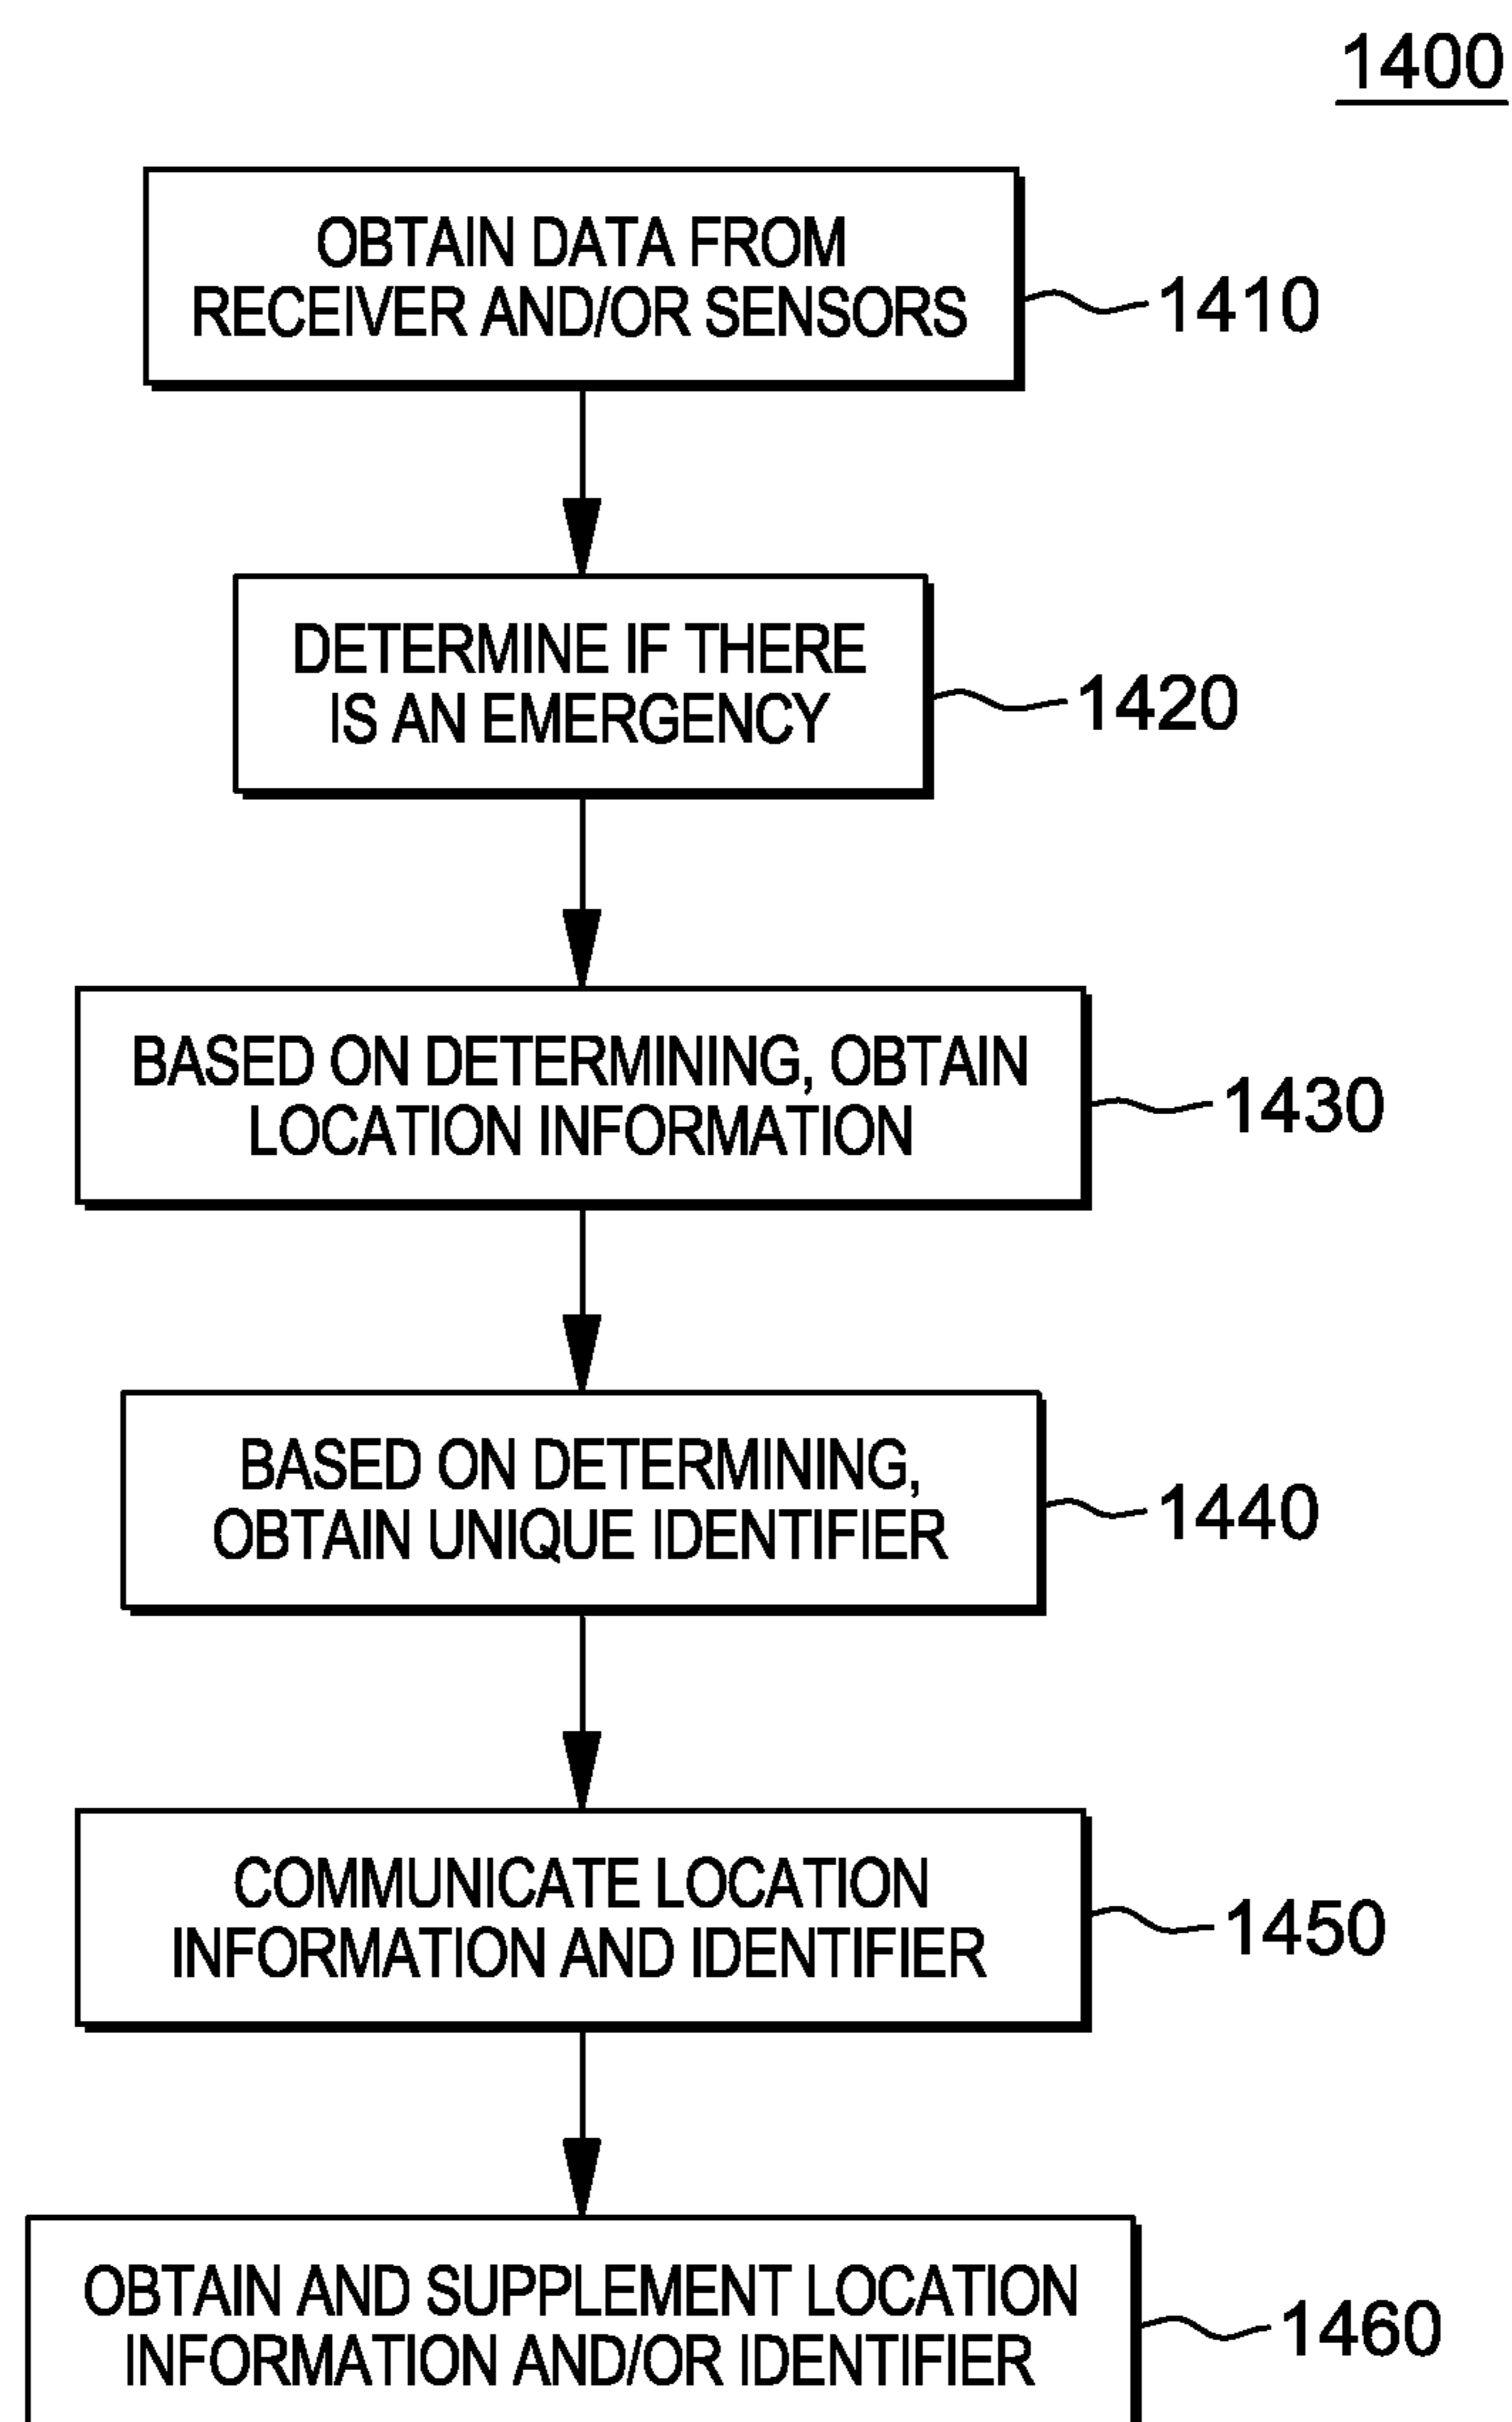 1400
OBTAIN DATA FROM
RECEIVER AND/OR SENSORS
1410
DETERMINE IF THERE
IS AN EMERGENCY
1420
BASED ON DETERMINING, OBTAIN
LOCATION INFORMATION
1430
BASED ON DETERMINING,
OBTAIN UNIQUE IDENTIFIER
1440
COMMUNICATE LOCATION
INFORMATION AND IDENTIFIER
1450
OBTAIN AND SUPPLEMENT LOCATION
INFORMATION AND/OR IDENTIFIER
1460